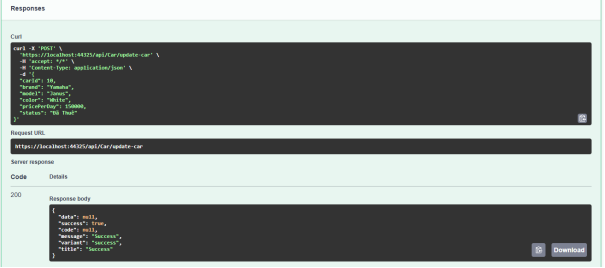 Responses
Curl
curl -X 'POST' \
'https://localhost:44325/api/Car/update-car' \
-H 'accept: */*' \
-H 'Content-Type: application/json' \
-d '{
"carId": 10,
"brand": "Yamaha",
"model": "Janus",
"color": "White",
"pricePerDay": 150000,
"status": "Đã Thuê"
}'
Request URL
https://localhost:44325/api/Car/update-car
Server response
Code Details
200
Response body
{
"data": null,
"success": true,
"code": null,
"message": "Success",
"variant": "success",
"title": "Success"
}
Download